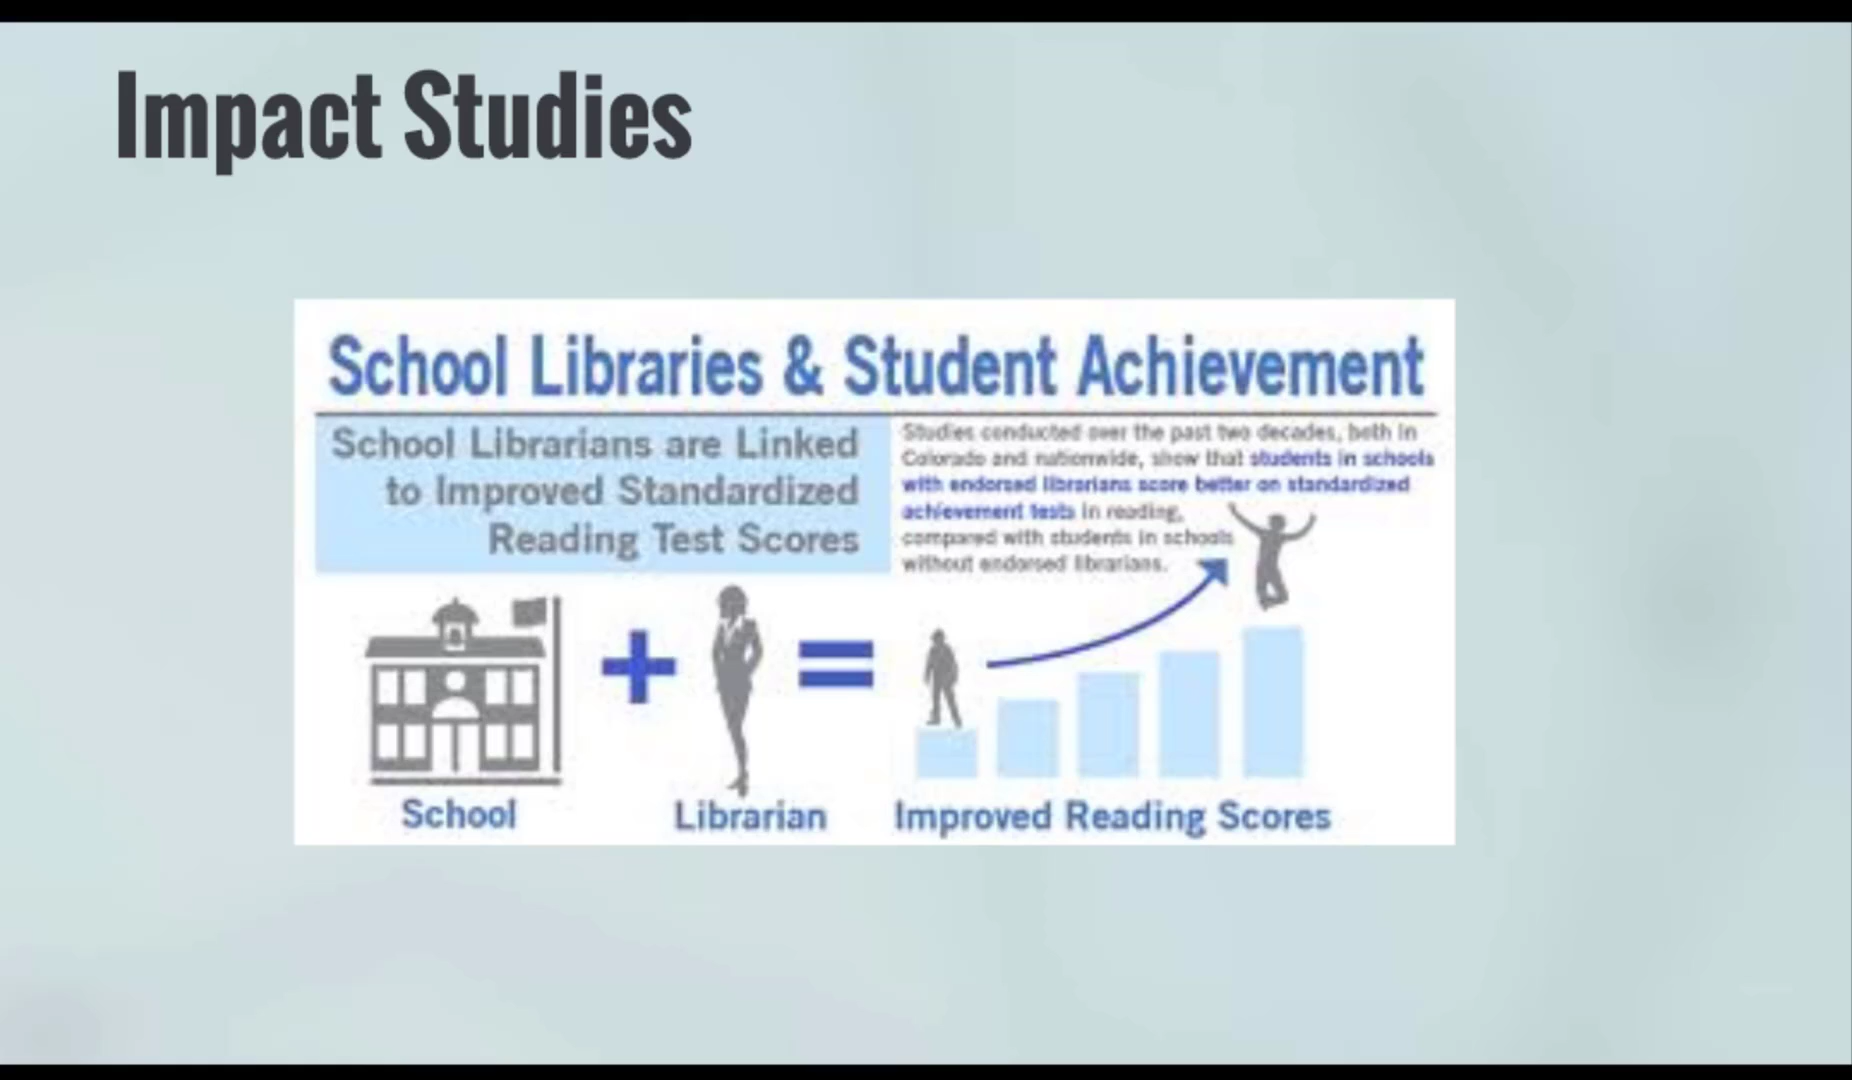 Impact Studies
School Libraries & Student Achievement
School Librarians are Linked
to Improved Standardized
Reading Test Scores
Studies conducted over the past two decades, both in
Colorado and nationwide, show that students in schools
with endorsed librarians score better on standardized
achievement tests in reading,
compared with students in schools
without endorsed librarians.
School
Librarian
Improved Reading Scores